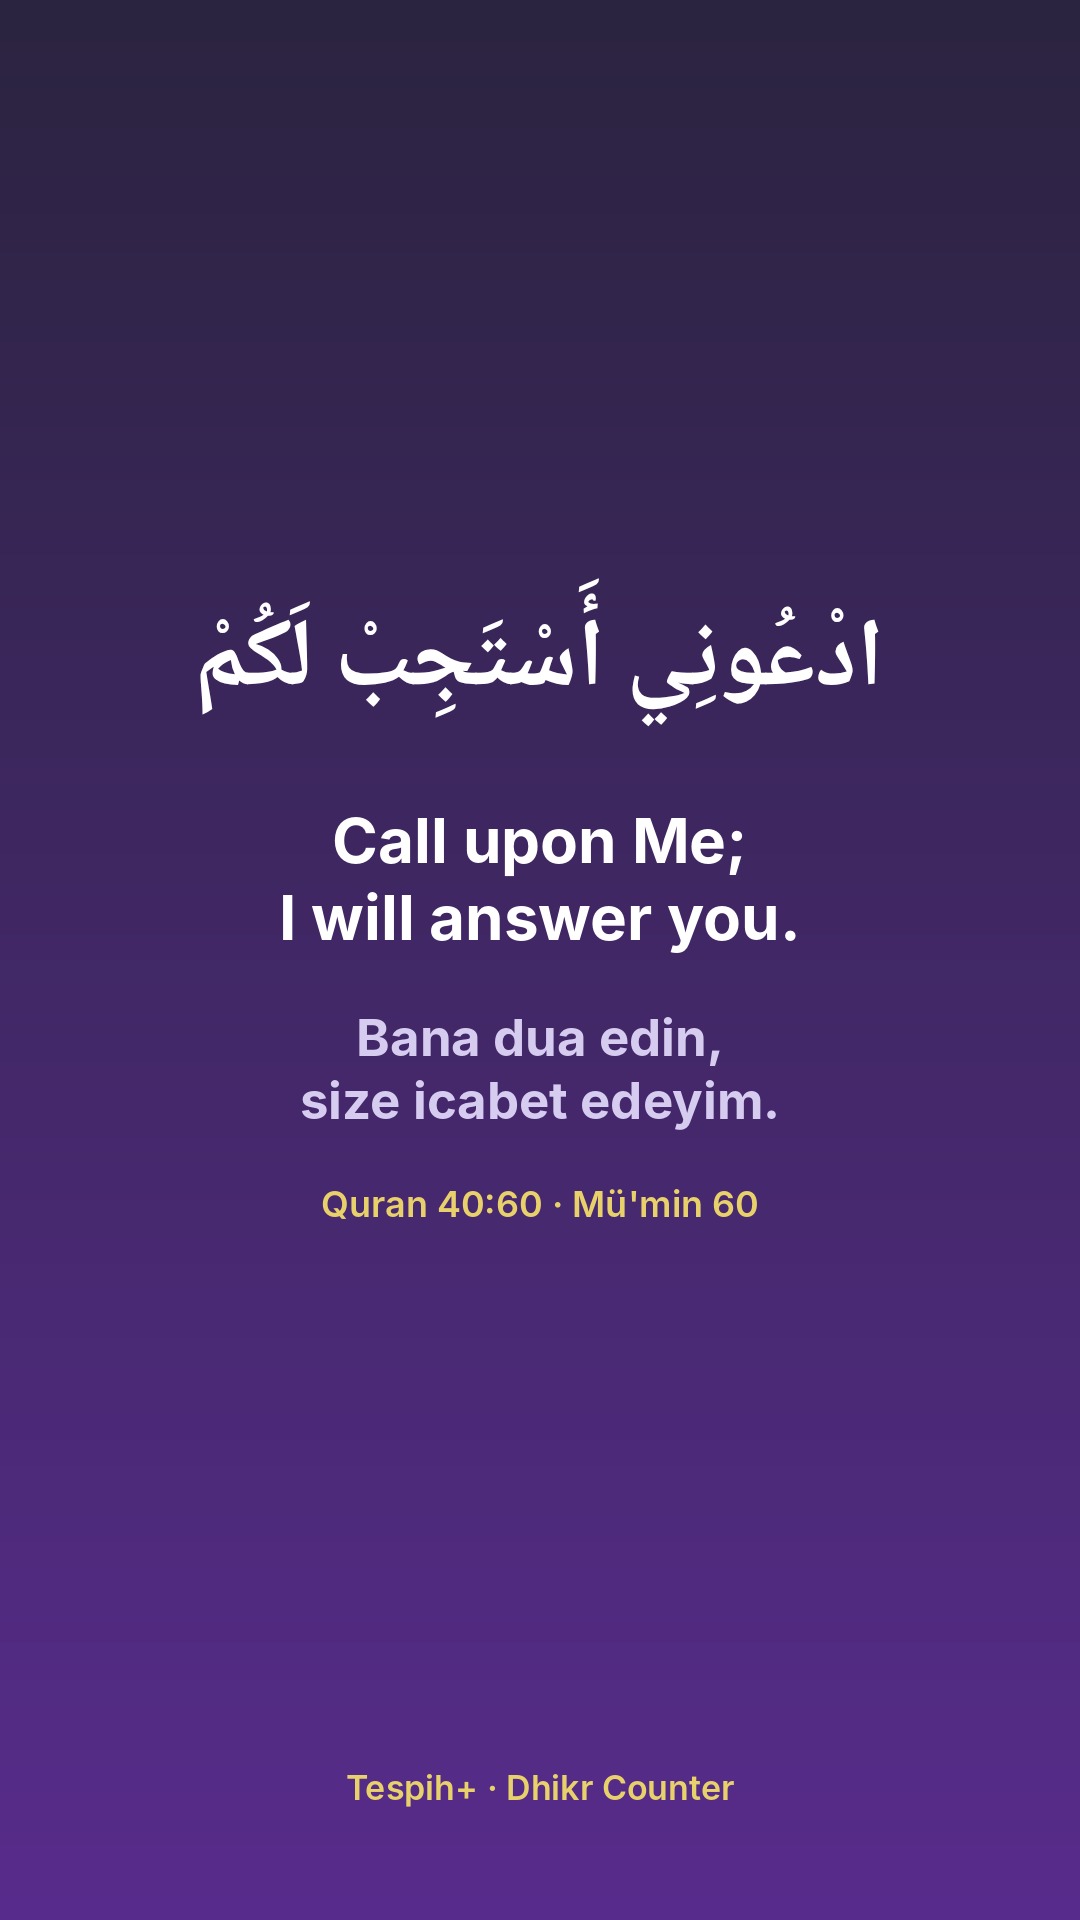 ادْعُونِي أَسْتَجِبْ لَكُمْ
Call upon Me;
I will answer you.
Bana dua edin,
size icabet edeyim.
Quran 40:60 · Mü'min 60
Tespih+ · Dhikr Counter